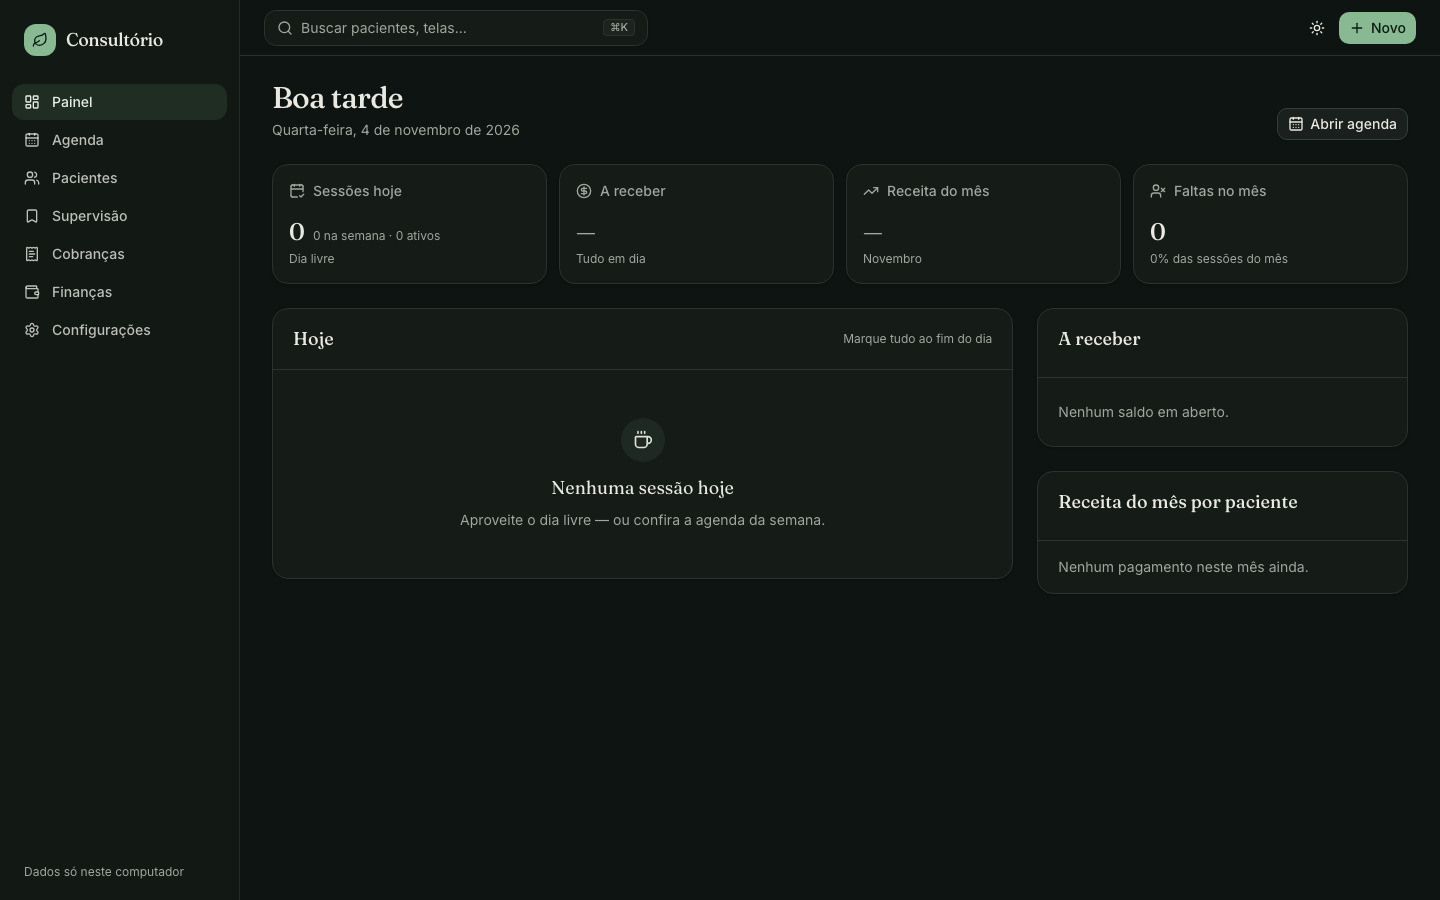 Consultório
Painel
Agenda
Pacientes
Supervisão
Cobranças
Finanças
Configurações
Dados só neste computador
Buscar pacientes, telas...
⌘K
Novo
Boa tarde
Quarta-feira, 4 de novembro de 2026
Abrir agenda
Sessões hoje
0 0 na semana · 0 ativos
Dia livre
A receber
—
Tudo em dia
Receita do mês
—
Novembro
Faltas no mês
0
0% das sessões do mês
Hoje
Marque tudo ao fim do dia
Nenhuma sessão hoje
Aproveite o dia livre — ou confira a agenda da semana.
A receber
Nenhum saldo em aberto.
Receita do mês por paciente
Nenhum pagamento neste mês ainda.